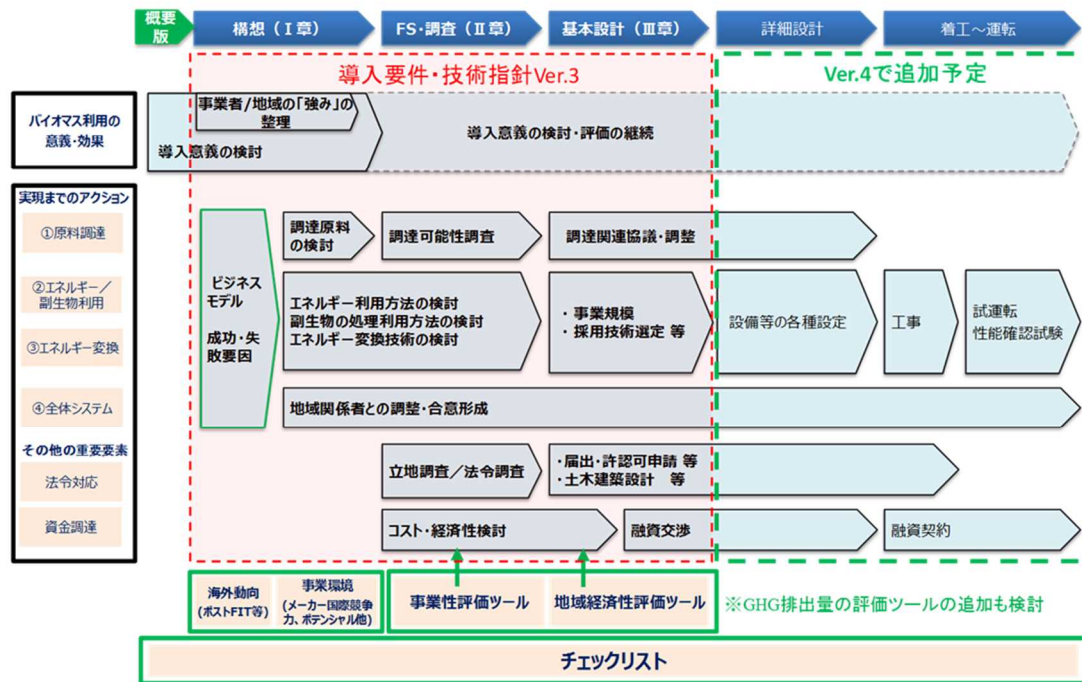 概要
版
構想（Ⅰ章）
FS・調査（Ⅱ章）
基本設計（Ⅲ章）
詳細設計
着工～運転
導入要件・技術指針Ver.3
Ver.4で追加予定
バイオマス利用の
意義・効果
事業者/地域の「強み」の
整理
導入意義の検討
導入意義の検討・評価の継続
実現までのアクション
①原料調達
②エネルギー／
副生物利用
③エネルギー変換
④全体システム
その他の重要要素
法令対応
資金調達
ビジネス
モデル
成功・失
敗要因
調達原料
の検討
調達可能性調査
調達関連協議・調整
エネルギー利用方法の検討
副生物の処理利用方法の検討
エネルギー変換技術の検討
・事業規模
・採用技術選定 等
設備等の各種設定
工事
試運転
性能確認試験
地域関係者との調整・合意形成
立地調査／法令調査
・届出・許認可申請 等
・土木建築設計 等
コスト・経済性検討
融資交渉
融資契約
海外動向
(ポストFIT等)
事業環境
(メーカー国際競争
力、ポテンシャル他)
事業性評価ツール
地域経済性評価ツール
※GHG排出量の評価ツールの追加も検討
チェックリスト